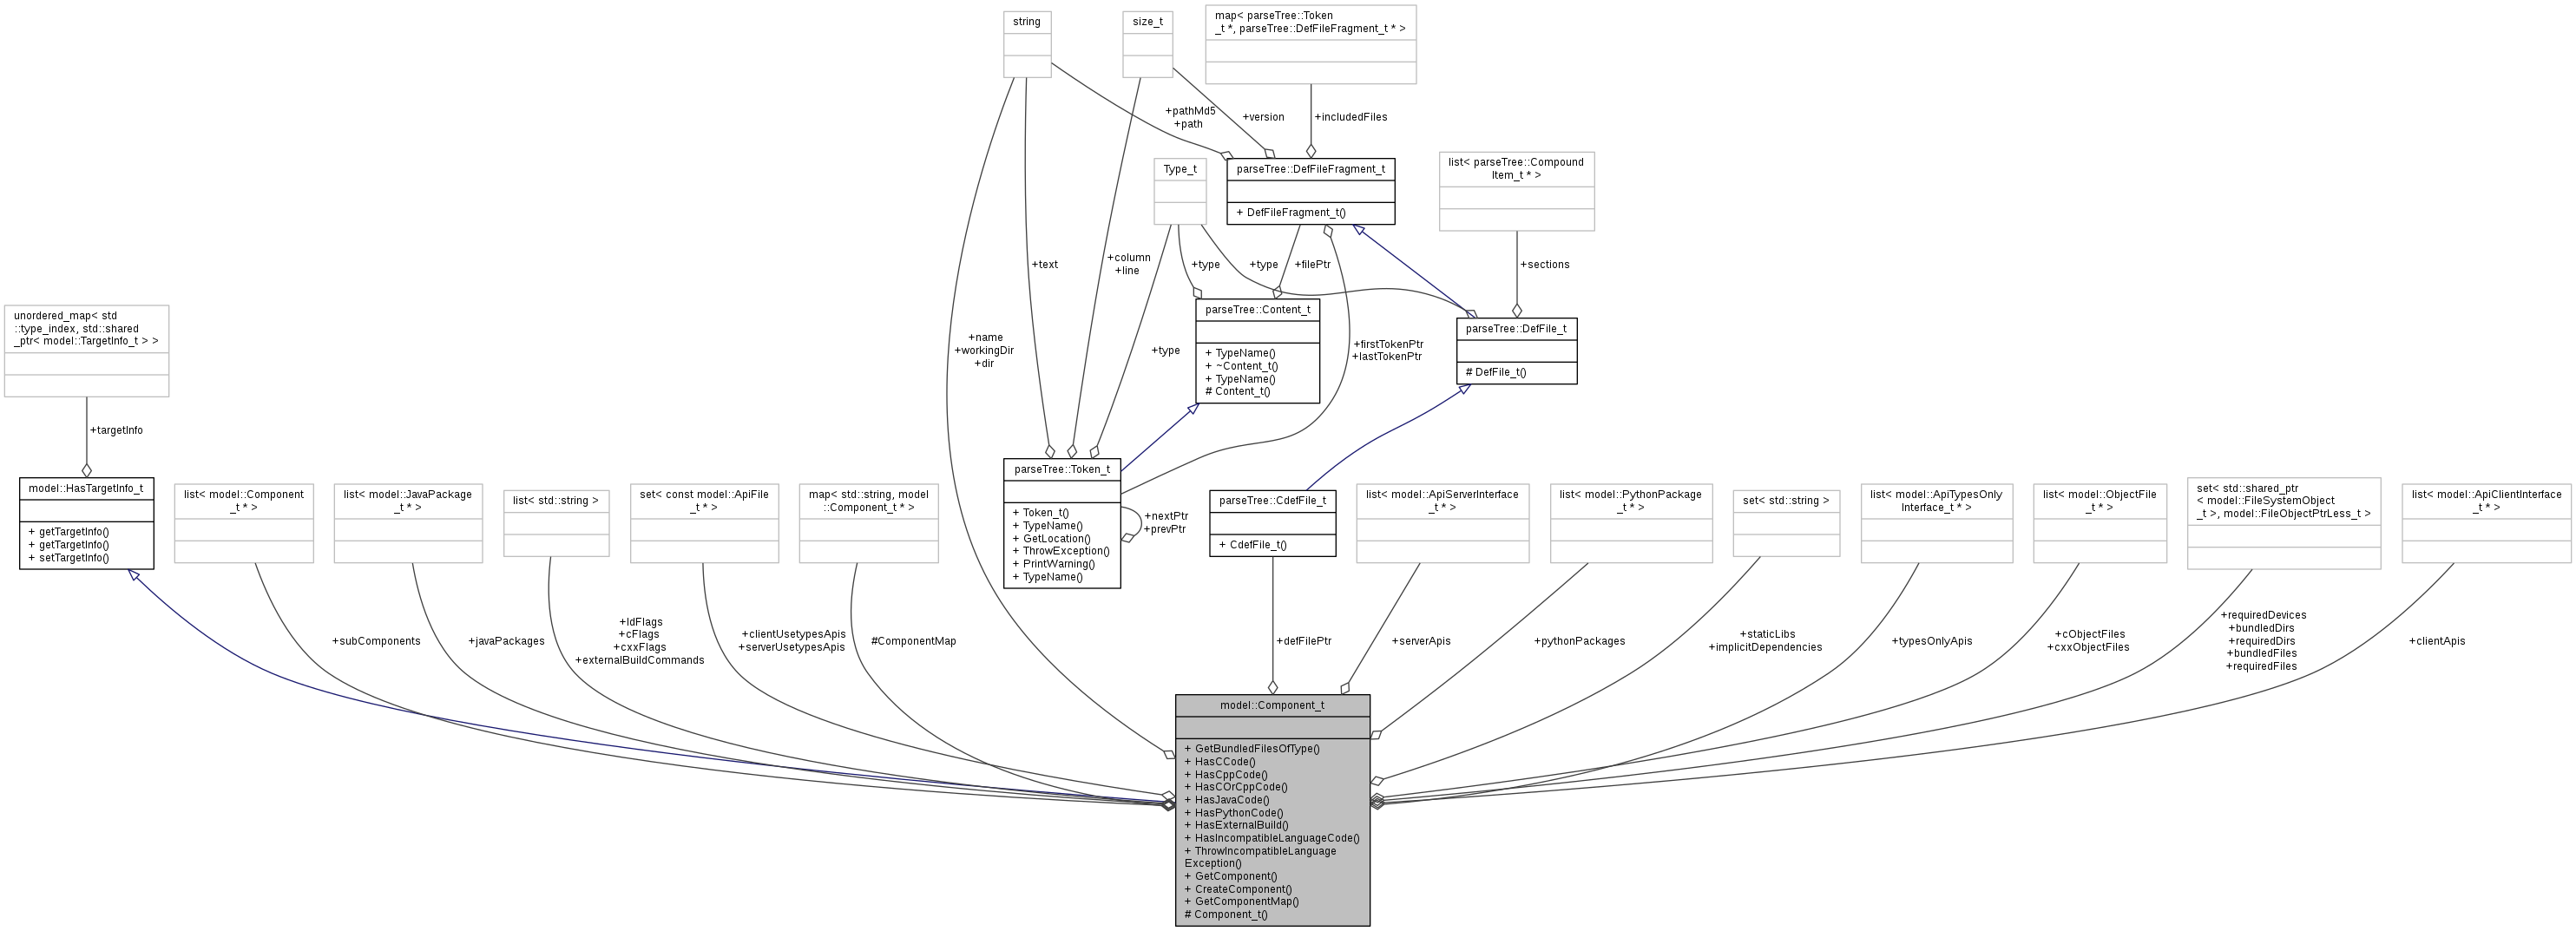 string
size_t
map< parseTree::Token
_t *, parseTree::DefFileFragment_t * >
+pathMd5
+path
+version
+includedFiles
Type_t
parseTree::DefFileFragment_t
+ DefFileFragment_t()
list< parseTree::Compound
Item_t * >
+text
+column
+line
+type
+type
+filePtr
+sections
unordered_map< std
::type_index, std::shared
_ptr< model::TargetInfo_t > >
parseTree::Content_t
+ TypeName()
+ ~Content_t()
+ TypeName()
# Content_t()
parseTree::DefFile_t
# DefFile_t()
+name
+workingDir
+dir
+type
+firstTokenPtr
+lastTokenPtr
+targetInfo
model::HasTargetInfo_t
+ getTargetInfo()
+ getTargetInfo()
+ setTargetInfo()
list< model::Component
_t * >
list< model::JavaPackage
_t * >
list< std::string >
set< const model::ApiFile
_t * >
map< std::string, model
::Component_t * >
parseTree::Token_t
+ Token_t()
+ TypeName()
+ GetLocation()
+ ThrowException()
+ PrintWarning()
+ TypeName()
+nextPtr
+prevPtr
parseTree::CdefFile_t
+ CdefFile_t()
list< model::ApiServerInterface
_t * >
list< model::PythonPackage
_t * >
set< std::string >
list< model::ApiTypesOnly
Interface_t * >
list< model::ObjectFile
_t * >
set< std::shared_ptr
< model::FileSystemObject
_t >, model::FileObjectPtrLess_t >
list< model::ApiClientInterface
_t * >
+subComponents
+javaPackages
+ldFlags
+cFlags
+cxxFlags
+externalBuildCommands
+clientUsetypesApis
+serverUsetypesApis
#ComponentMap
+defFilePtr
+serverApis
+pythonPackages
+staticLibs
+implicitDependencies
+typesOnlyApis
+cObjectFiles
+cxxObjectFiles
+requiredDevices
+bundledDirs
+requiredDirs
+bundledFiles
+requiredFiles
+clientApis
model::Component_t
+ GetBundledFilesOfType()
+ HasCCode()
+ HasCppCode()
+ HasCOrCppCode()
+ HasJavaCode()
+ HasPythonCode()
+ HasExternalBuild()
+ HasIncompatibleLanguageCode()
+ ThrowIncompatibleLanguage
Exception()
+ GetComponent()
+ CreateComponent()
+ GetComponentMap()
# Component_t()